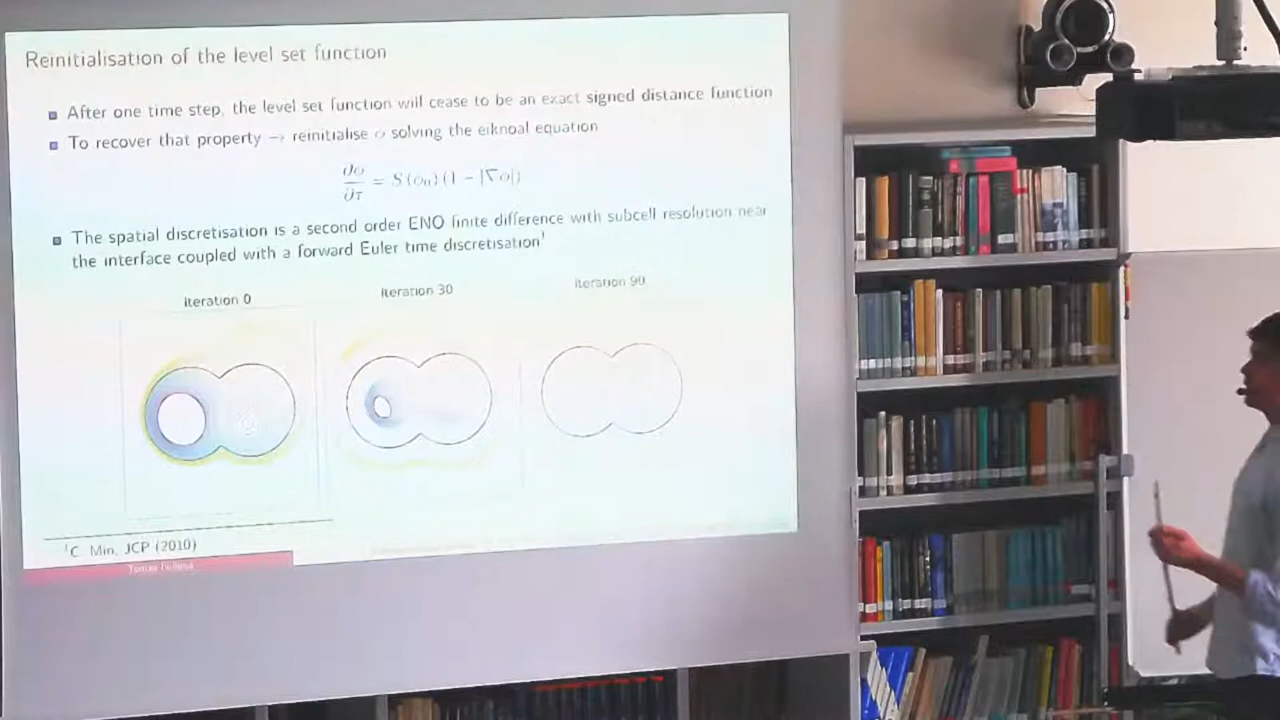 Reinitialisation of the level set function
After one time step, the level set function will cease to be an exact signed distance function
To recover that property → reinitialise φ solving the eiknoal equation
∂φ/∂τ = S(φ₀)(1 − |∇φ|)
The spatial discretisation is a second order ENO finite difference with subcell resolution near
the interface coupled with a forward Euler time discretisation¹
Iteration 0
Iteration 30
Iteration 90
¹C. Min, JCP (2010)